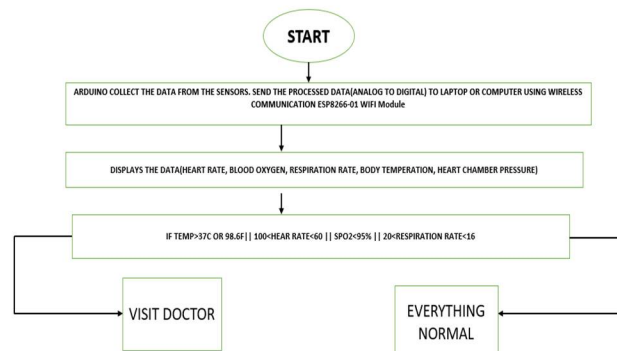 START
ARDUINO COLLECT THE DATA FROM THE SENSORS. SEND THE PROCESSED DATA(ANALOG TO DIGITAL) TO LAPTOP OR COMPUTER USING WIRELESS
COMMUNICATION ESP8266-01 WIFI Module
DISPLAYS THE DATA(HEART RATE, BLOOD OXYGEN, RESPIRATION RATE, BODY TEMPERATION, HEART CHAMBER PRESSURE)
IF TEMP>37C OR 98.6F|| 100<HEAR RATE<60 || SPO2<95% || 20<RESPIRATION RATE<16
VISIT DOCTOR
EVERYTHING
NORMAL